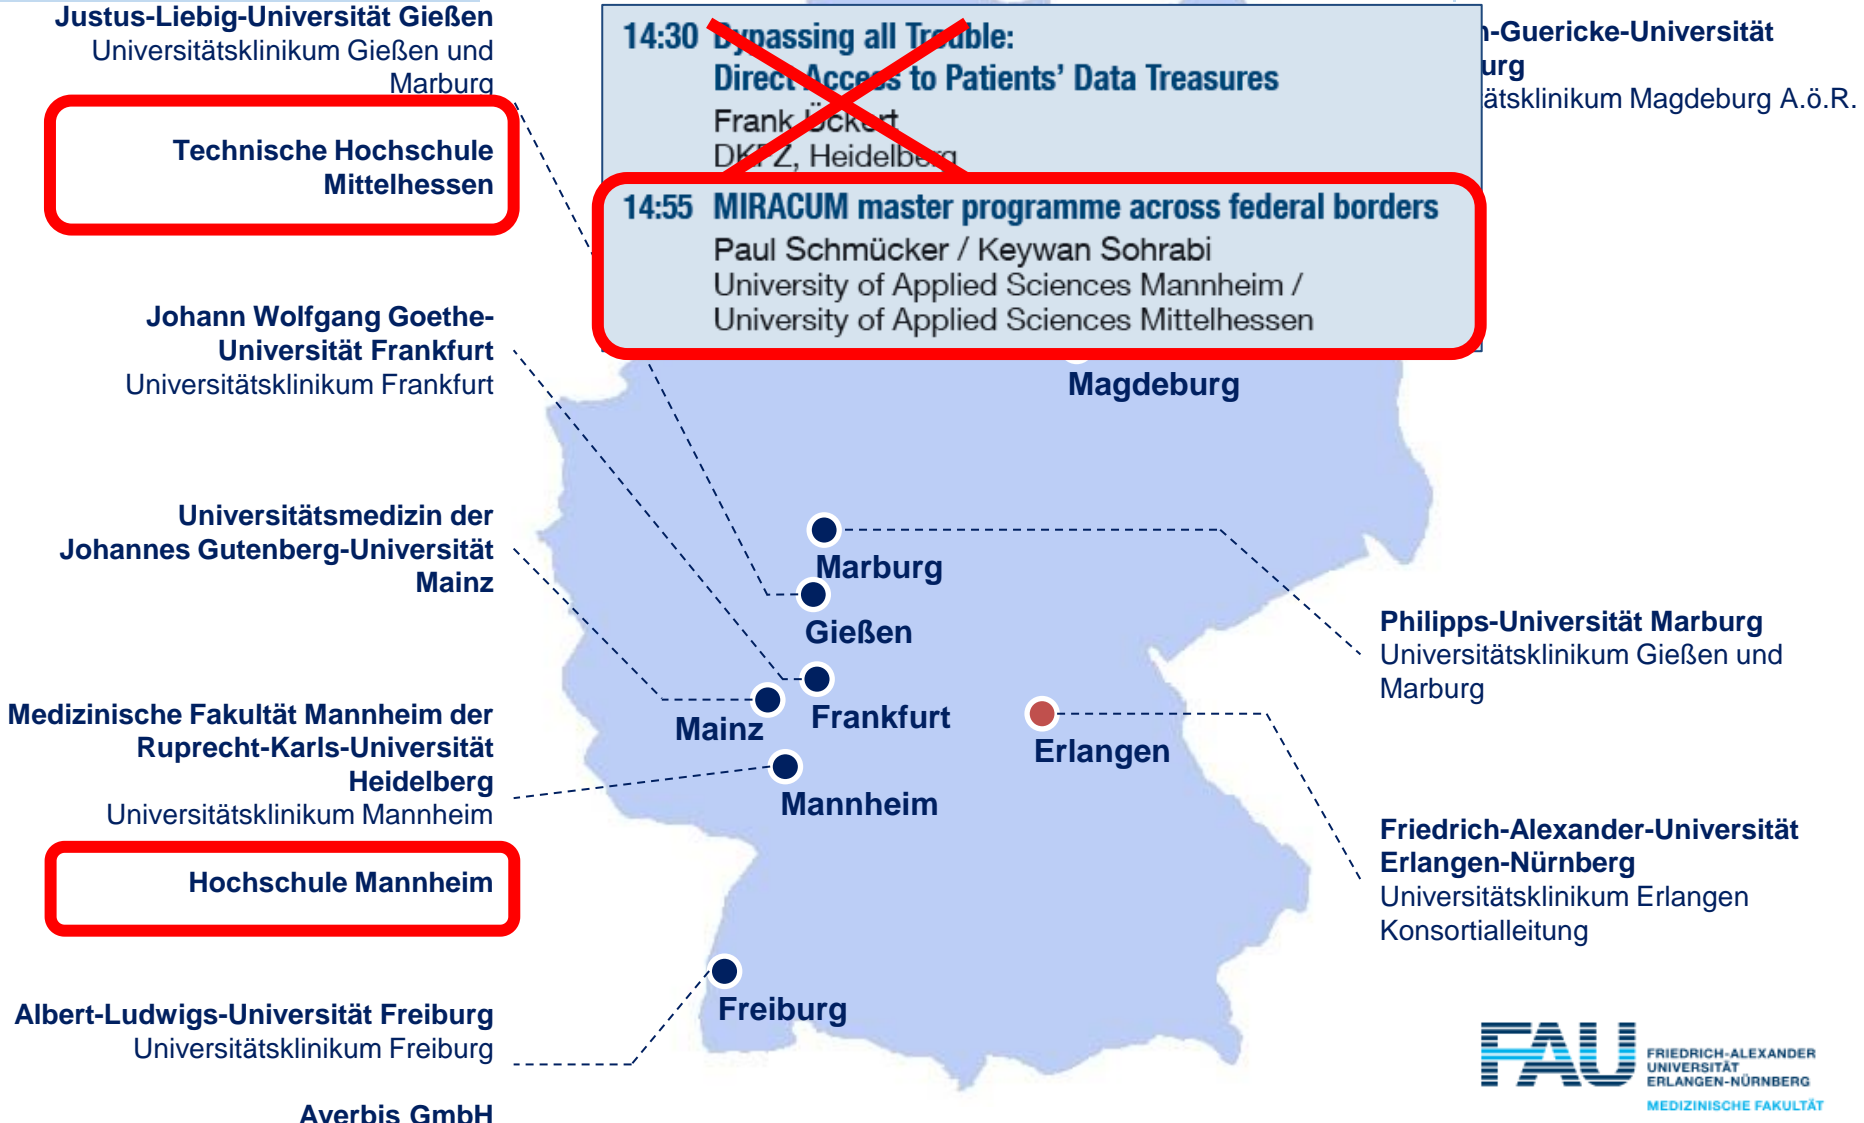 Justus-Liebig-Universität Gießen
Universitätsklinikum Gießen und
Marburg
Technische Hochschule
Mittelhessen
Johann Wolfgang Goethe-
Universität Frankfurt
Universitätsklinikum Frankfurt
Universitätsmedizin der
Johannes Gutenberg-Universität
Mainz
Medizinische Fakultät Mannheim der
Ruprecht-Karls-Universität
Heidelberg
Universitätsklinikum Mannheim
Hochschule Mannheim
Albert-Ludwigs-Universität Freiburg
Universitätsklinikum Freiburg
Averbis GmbH
14:30 Bypassing all Trouble:
Direct Access to Patients' Data Treasures
Frank Ückert
DKFZ, Heidelberg
14:55 MIRACUM master programme across federal borders
Paul Schmücker / Keywan Sohrabi
University of Applied Sciences Mannheim /
University of Applied Sciences Mittelhessen
Magdeburg
Marburg
Gießen
Frankfurt
Mainz
Mannheim
Erlangen
Freiburg
-Guericke-Universität
urg
ätsklinikum Magdeburg A.ö.R.
Philipps-Universität Marburg
Universitätsklinikum Gießen und
Marburg
Friedrich-Alexander-Universität
Erlangen-Nürnberg
Universitätsklinikum Erlangen
Konsortialleitung
FAU
FRIEDRICH-ALEXANDER
UNIVERSITÄT
ERLANGEN-NÜRNBERG
MEDIZINISCHE FAKULTÄT